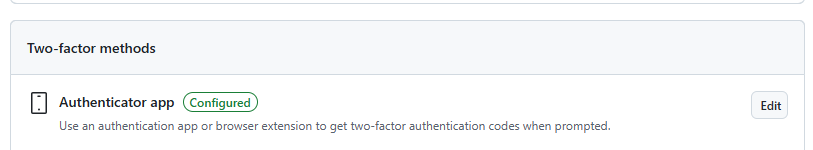 Two-factor methods
Authenticator app Configured
Edit
Use an authentication app or browser extension to get two-factor authentication codes when prompted.